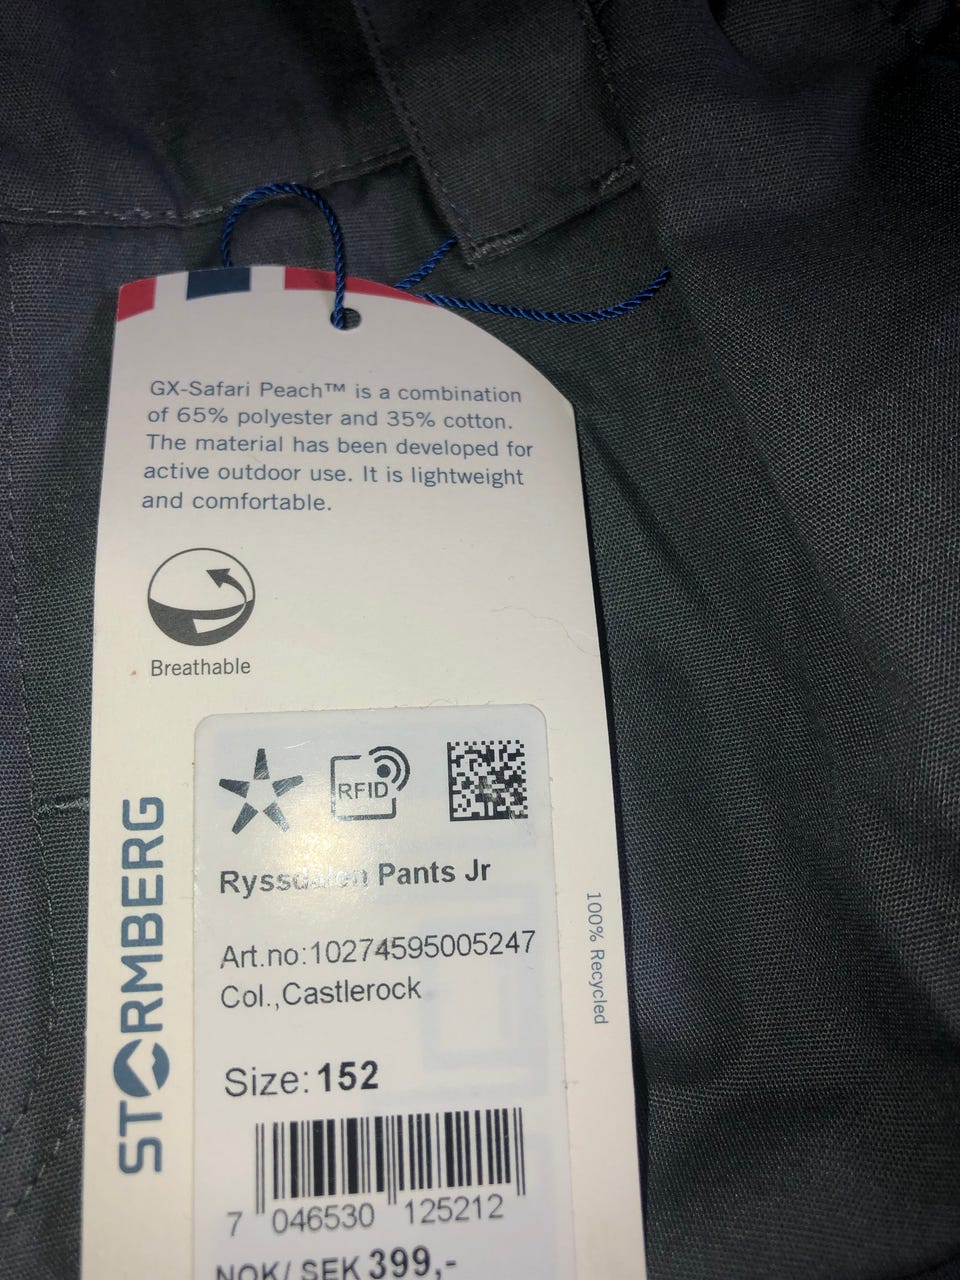 GX-Safari Peach™ is a combination
of 65% polyester and 35% cotton.
The material has been developed for
active outdoor use. It is lightweight
and comfortable.
Breathable
RFID
Pants Jr
Art.no:10274595005247
Col.,Castlerock
Size: 152
7 046530 125212
NOK/ SEK 399,-
STORMBERG
100% Recycled